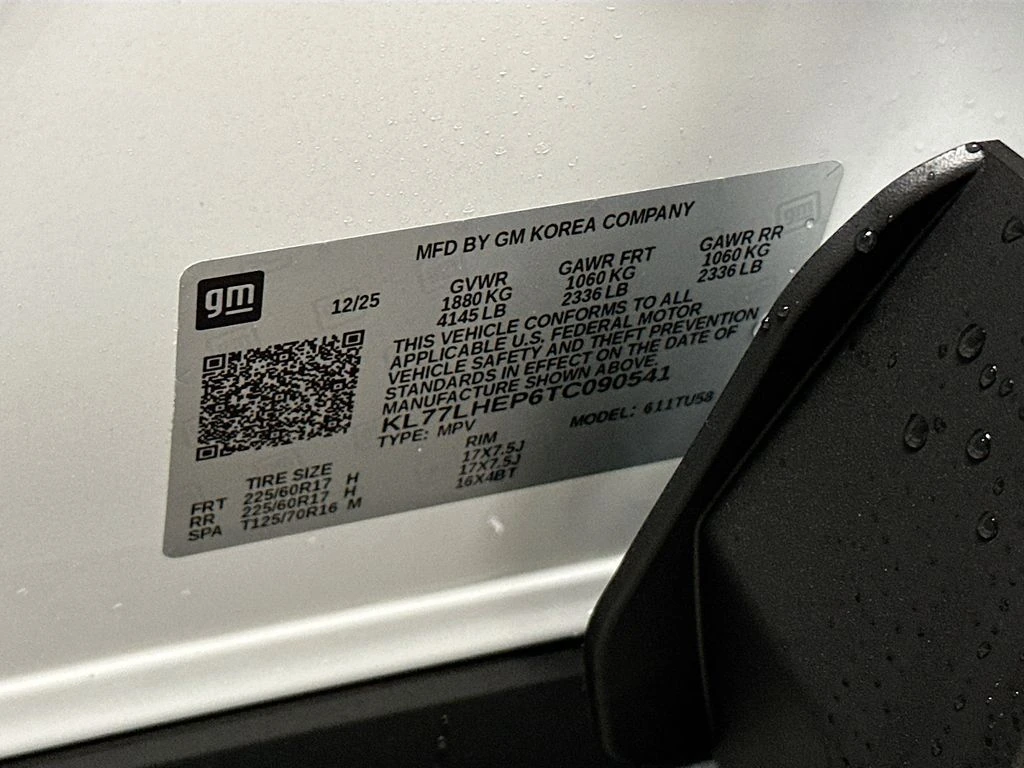 MFD BY GM KOREA COMPANY
gm
12/25
GVWR
1880 KG
4145 LB
GAWR FRT
1060 KG
2336 LB
GAWR RR
1060 KG
2336 LB
THIS VEHICLE CONFORMS TO ALL
APPLICABLE U.S. FEDERAL MOTOR
VEHICLE SAFETY AND THEFT PREVENTION
STANDARDS IN EFFECT ON THE DATE OF
MANUFACTURE SHOWN ABOVE.
KL77LHEP6TC090541
TYPE: MPV
MODEL: 611TU58
TIRE SIZE RIM
FRT 225/60R17 H 17X7.5J
RR 225/60R17 H 17X7.5J
SPA T125/70R16 M 16X4BT
gm